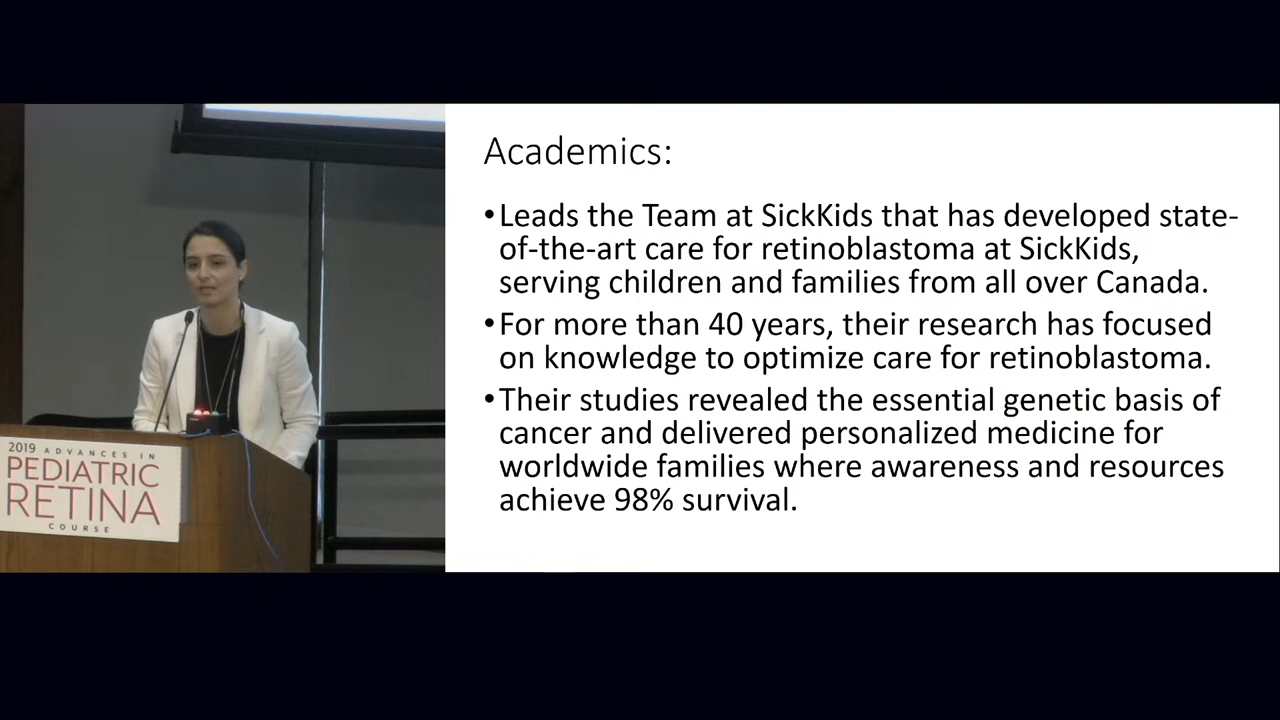 2019 ADVANCES IN
PEDIATRIC
RETINA
COURSE
Academics:
•Leads the Team at SickKids that has developed state-
of-the-art care for retinoblastoma at SickKids,
serving children and families from all over Canada.
•For more than 40 years, their research has focused
on knowledge to optimize care for retinoblastoma.
•Their studies revealed the essential genetic basis of
cancer and delivered personalized medicine for
worldwide families where awareness and resources
achieve 98% survival.